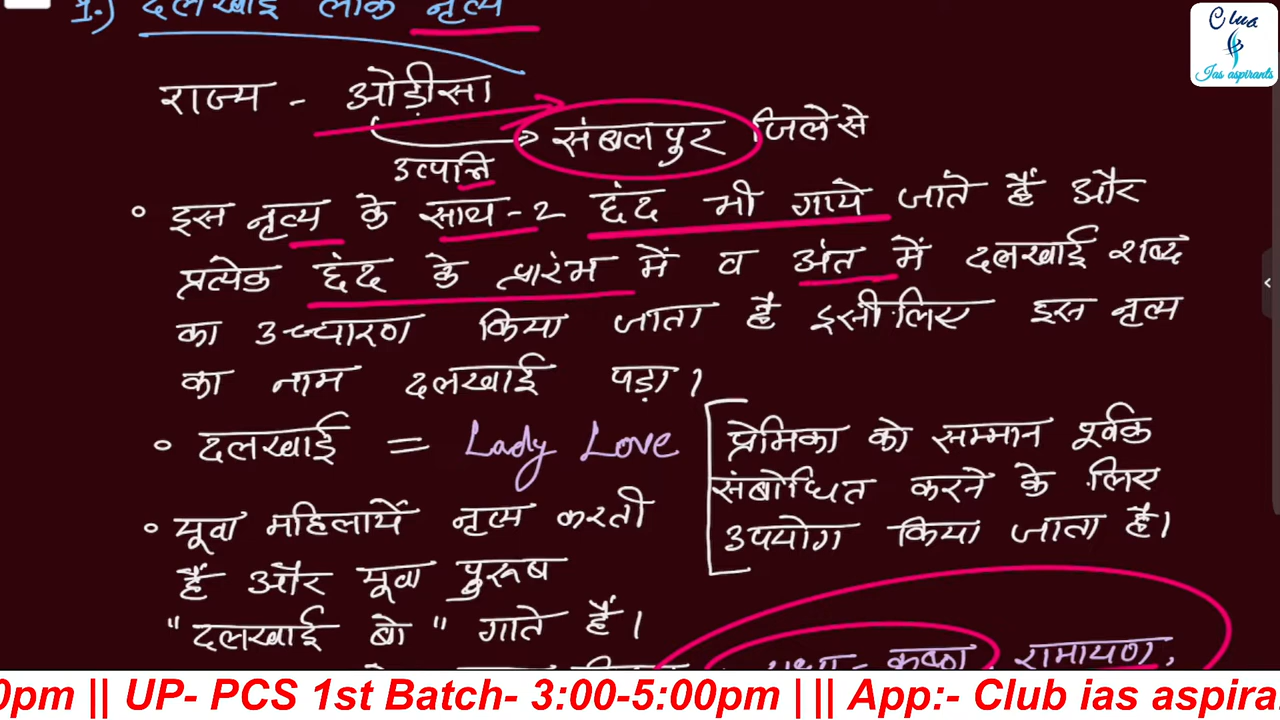 1.) दलखाई लोक नृत्य
Club
Ias aspirants
राज्य - ओड़ीसा
संबलपुर जिले से
उत्पत्ति
• इस नृत्य के साथ-2 छंद भी गाये जाते हैं और
प्रत्येक छंद के प्रारंभ में व अंत में दलखाई शब्द
का उच्चारण किया जाता है इसीलिए इस नृत्य
का नाम दलखाई पड़ा।
• दलखाई = Lady Love
प्रेमिका को सम्मान पूर्वक
संबोधित करने के लिए
उपयोग किया जाता है।
• यूवा महिलायें नृत्य करती
हैं और यूवा पुरूष
"दलखाई बो" गाते हैं।
राधा - कृष्णा, रामायण,
0pm || UP- PCS 1st Batch- 3:00-5:00pm | || App:- Club ias aspira